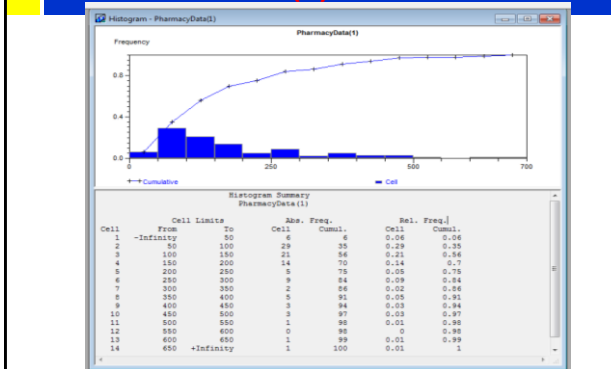 Histogram - PharmacyData(1)
PharmacyData(1)
Frequency
0.8
0.4
0.0
0 250 500 700
Cumulative Cell
Histogram Summary
PharmacyData(1)
Cell Limits Abs. Freq. Rel. Freq.
Cell From To Cell Cumul. Cell Cumul.
1 -Infinity 50 6 6 0.06 0.06
2 50 100 29 35 0.29 0.35
3 100 150 21 56 0.21 0.56
4 150 200 14 70 0.14 0.7
5 200 250 5 75 0.05 0.75
6 250 300 9 84 0.09 0.84
7 300 350 2 86 0.02 0.86
8 350 400 5 91 0.05 0.91
9 400 450 3 94 0.03 0.94
10 450 500 3 97 0.03 0.97
11 500 550 1 98 0.01 0.98
12 550 600 0 98 0 0.98
13 600 650 1 99 0.01 0.99
14 650 +Infinity 1 100 0.01 1